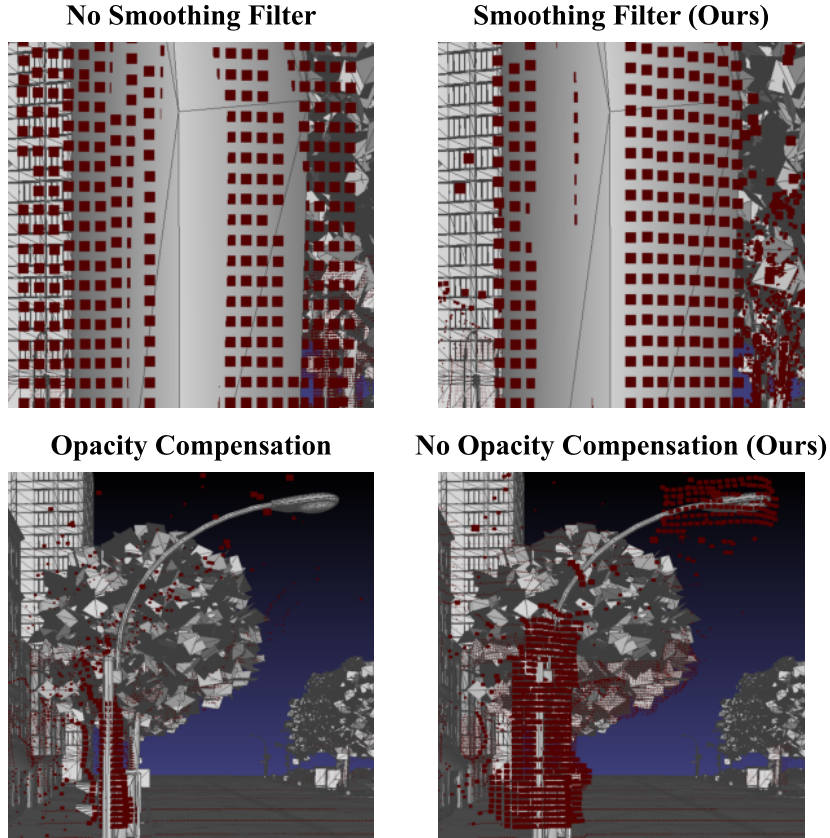 No Smoothing Filter
Smoothing Filter (Ours)
Opacity Compensation
No Opacity Compensation (Ours)